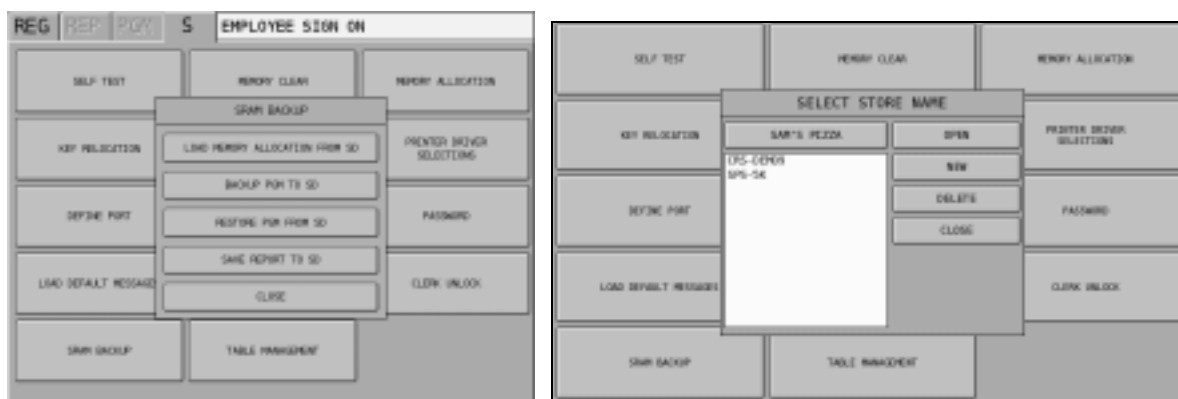 REG REP PGM S EMPLOYEE SIGN ON
SELF TEST
MEMORY CLEAR
MEMORY ALLOCATION
SRAM BACKUP
KEY RELOCATION
LOAD MEMORY ALLOCATION FROM SD
PRINTER DRIVER
SELECTIONS
BACKUP PGM TO SD
DEFINE PORT
RESTORE PGM FROM SD
PASSWORD
SAVE REPORT TO SD
LOAD DEFAULT MESSAGE
CLOSE
CLERK UNLOCK
SRAM BACKUP
TABLE MANAGEMENT
SELF TEST
MEMORY CLEAR
MEMORY ALLOCATION
SELECT STORE NAME
KEY RELOCATION
SAM'S PIZZA
OPEN
PRINTER DRIVER
SELECTIONS
NEW
SPS-5K
DELETE
DEFINE PORT
PASSWORD
CLOSE
LOAD DEFAULT MESSAGES
CLERK UNLOCK
SRAM BACKUP
TABLE MANAGEMENT